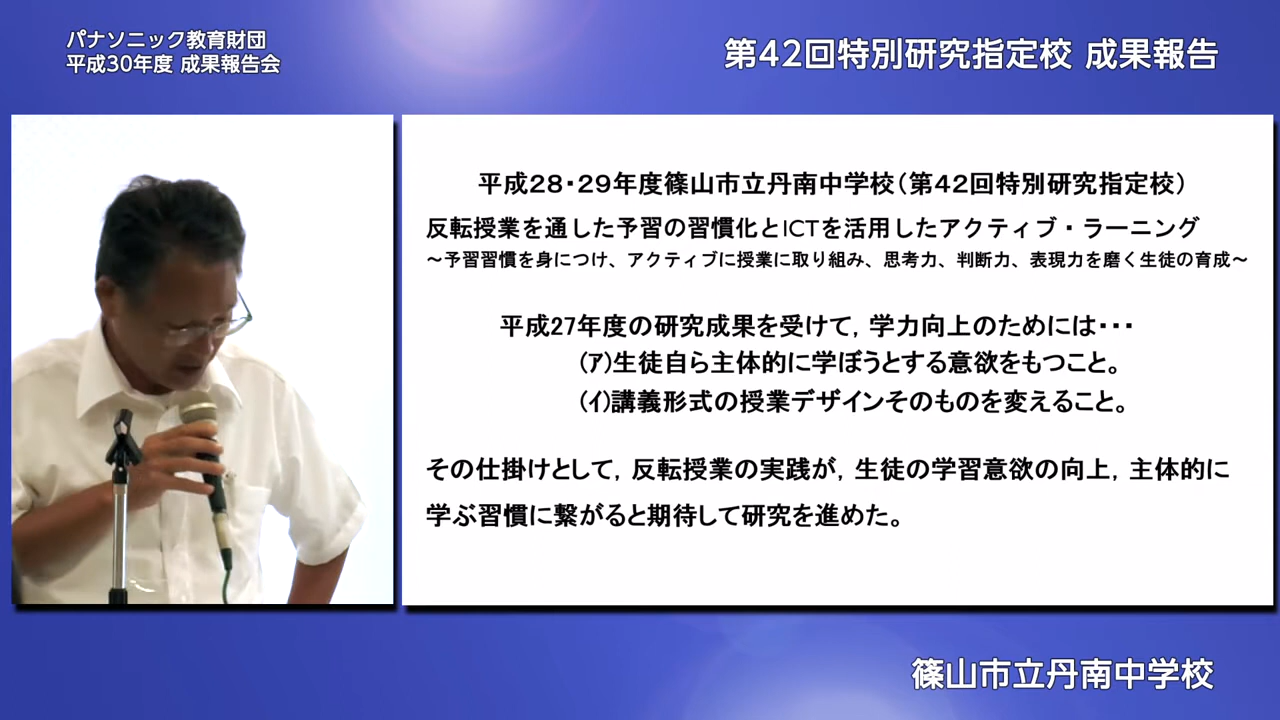 パナソニック教育財団
平成30年度 成果報告会
第42回特別研究指定校 成果報告
平成２８・２９年度篠山市立丹南中学校（第４２回特別研究指定校）
反転授業を通した予習の習慣化とICTを活用したアクティブ・ラーニング
～予習習慣を身につけ、アクティブに授業に取り組み、思考力、判断力、表現力を磨く生徒の育成～
平成27年度の研究成果を受けて，学力向上のためには・・・
(ｱ)生徒自ら主体的に学ぼうとする意欲をもつこと。
(ｲ)講義形式の授業デザインそのものを変えること。
その仕掛けとして，反転授業の実践が，生徒の学習意欲の向上，主体的に
学ぶ習慣に繋がると期待して研究を進めた。
篠山市立丹南中学校